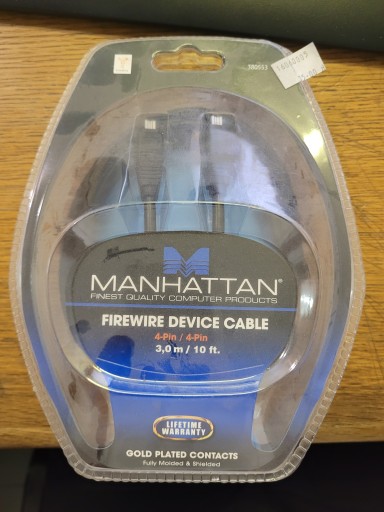 MANHATTAN®
FINEST QUALITY COMPUTER PRODUCTS
FIREWIRE DEVICE CABLE
4-Pin / 4-Pin
3,0 m / 10 ft.
LIFETIME
WARRANTY
GOLD PLATED CONTACTS
Fully Molded & Shielded